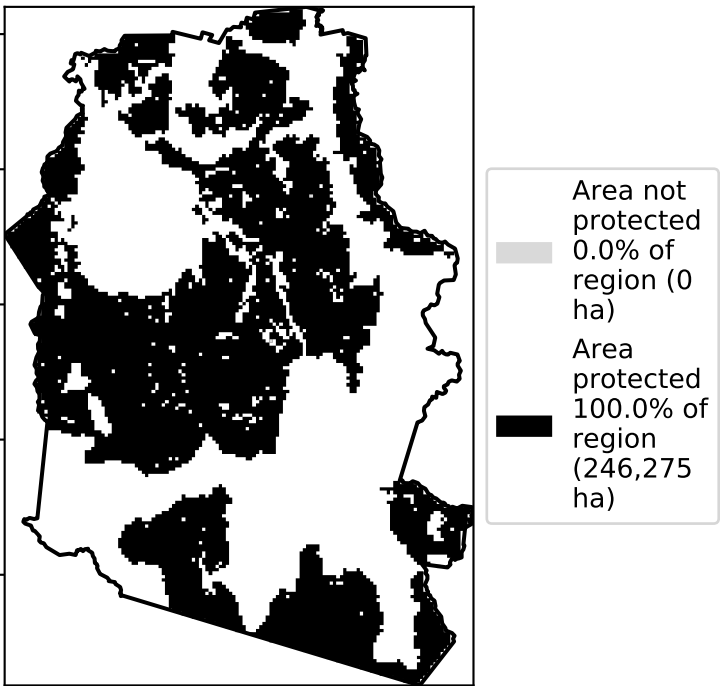 Area not
protected
0.0% of
region (0
ha)
Area
protected
100.0% of
region
(246,275
ha)